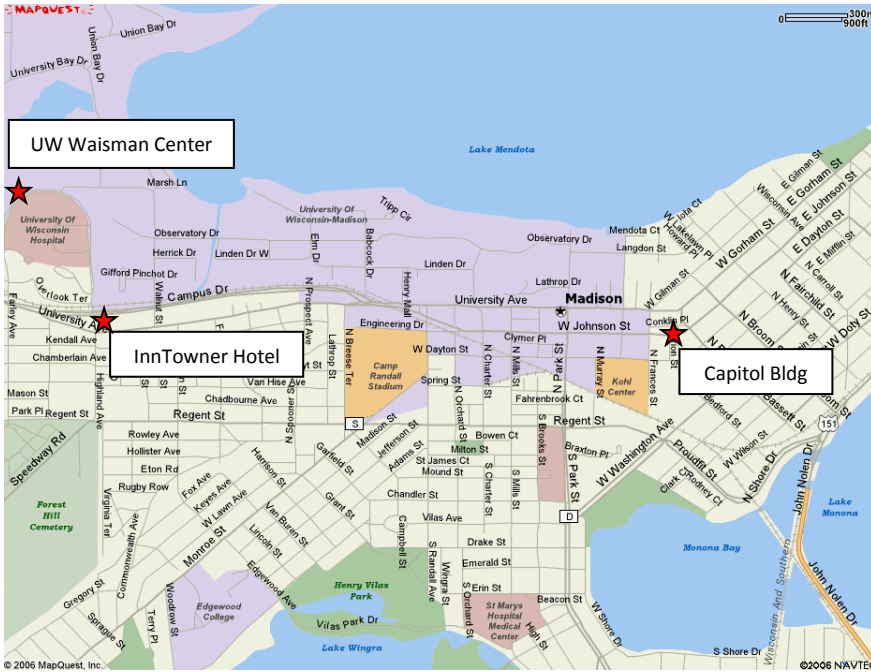 MAPQUEST
300m
0
900ft
Union Bay Dr
Union Bay Dr
University Bay Dr
UW Waisman Center
Lake Mendota
Marsh Ln
University Of
Wisconsin
Hospital
University Of
Wisconsin-Madison
Tripp Cir
Observatory Dr
Elm Dr
Babcock Dr
Herrick Dr
Linden Dr W
Linden Dr
Observatory Dr
Mendota Ct
Langdon St
Iota Ct
W Lakelawn Pl
Howard Pl
E Gilman St
E Gorham St
Wisconsin Ave
E Johnson St
E Dayton St
E Mifflin St
W Gorham St
Gifford Pinchot Dr
Overlook Ter
Walnut St
Campus Dr
N Prospect Ave
Henry Mall
Lathrop Dr
University Ave
Madison
W Gilman St
N Carroll St
N Fairchild St
N Henry St
Farley Ave
University Ave
Engineering Dr
W Johnson St
Conklin Pl
N Broom
W Doty St
Kendall Ave
InnTowner Hotel
Lathrop St
N Breese Ter
Clymer Pl
Chamberlain Ave
W Dayton St
N Charter St
N Mills St
N Park St
N Murray St
N Frances St
Capitol Bldg
Camp
Randall
Stadium
Kohl
Center
Mason St
Highland Ave
Van Hise Ave
Spring St
Chadbourne Ave
N Spooner St
Fahrenbrook Ct
Bedford St
Bassett St
Park Pl
Regent St
Regent St
S
N Orchard St
Regent St
151
Speedway Rd
Rowley Ave
Madison St
Bowen Ct
S Brooks St
W Washington Ave
Proudfit St
W Wilson St
Hollister Ave
Jefferson St
Milton St
Braxton Pl
Garfield St
Adams St
St James Ct
Eton Rd
Harrison St
Mound St
Rugby Row
Fox Ave
Keyes Ave
S Park St
Clark Ct
Rodney Ct
N Shore Dr
John Nolen Dr
Forest
Hill
Cemetery
Virginia Ter
W Lawn Ave
Grant St
Chandler St
S Charter St
S Mills St
Lake
Monona
Commonwealth Ave
Van Buren St
Vilas Ave
D
Monroe St
Lincoln St
Campbell St
Drake St
Monona Bay
Edgewood Ave
S Randall Ave
Wingra St
Emerald St
Gregory St
Woodrow St
Henry Vilas
Park
Erin St
S Orchard St
John Nolen Dr
Sprague St
Terry Pl
Edgewood
College
Beacon St
Vilas Park Dr
St Marys
Hospital
Medical
Center
High St
W Shore Dr
Wisconsin And Southern
Lake Wingra
S Shore Dr
© 2006 MapQuest, Inc.
©2006 NAVTEQ